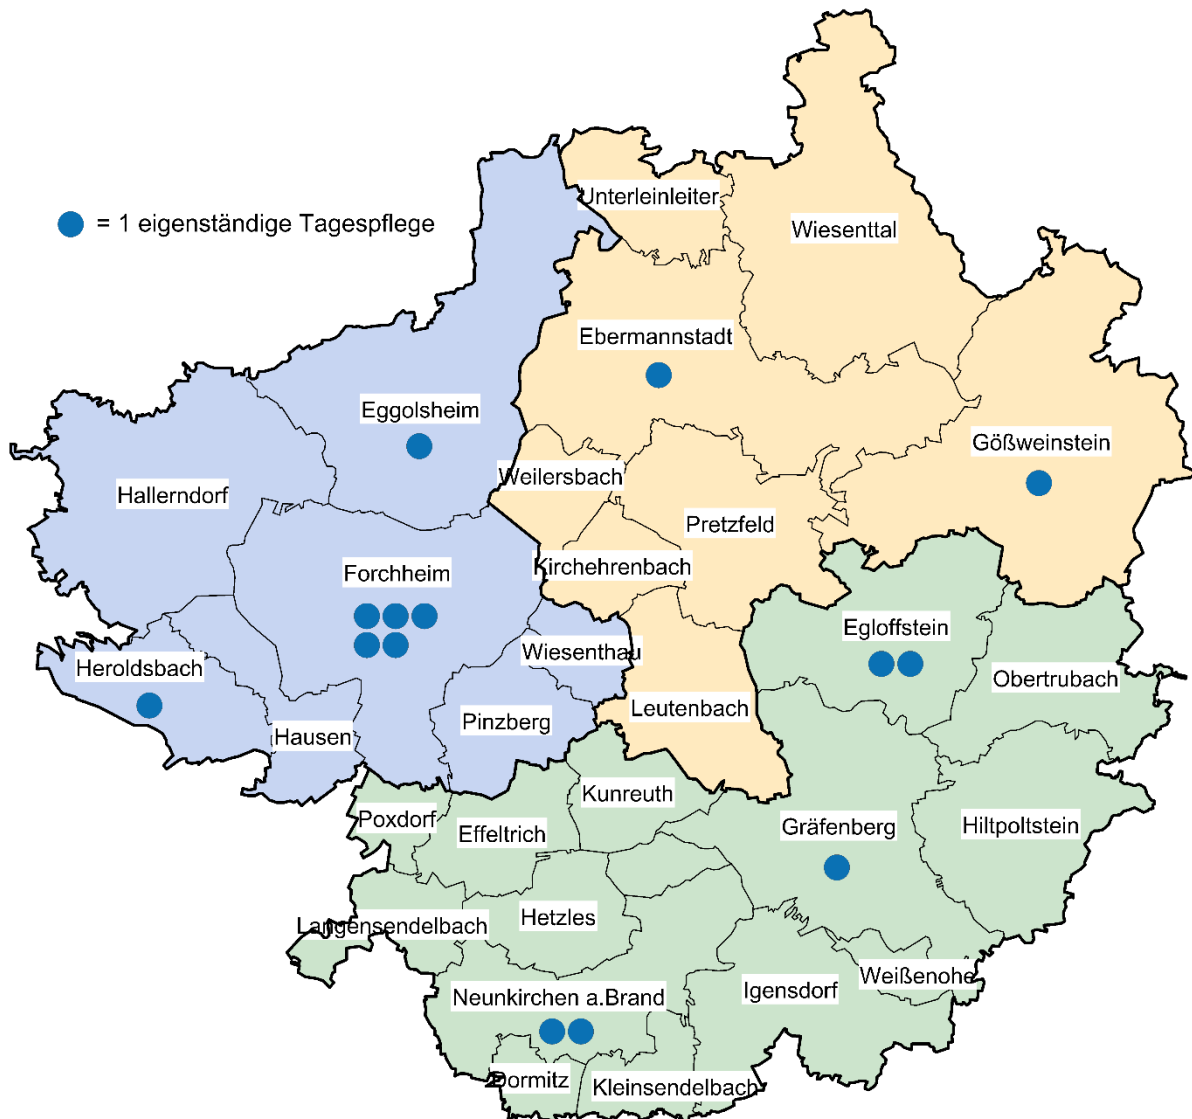 Unterleinleiter
= 1 eigenständige Tagespflege
Wiesenttal
Ebermannstadt
Eggolsheim
Gößweinstein
Weilersbach
Hallerndorf
Pretzfeld
Kirchehrenbach
Forchheim
Egloffstein
Wiesenthau
Heroldsbach
Obertrubach
Leutenbach
Pinzberg
Hausen
Kunreuth
Poxdorf
Effeltrich
Gräfenberg
Hiltpoltstein
Hetzles
Langensendelbach
Weißenohe
Igensdorf
Neunkirchen a.Brand
Dormitz
Kleinsendelbach